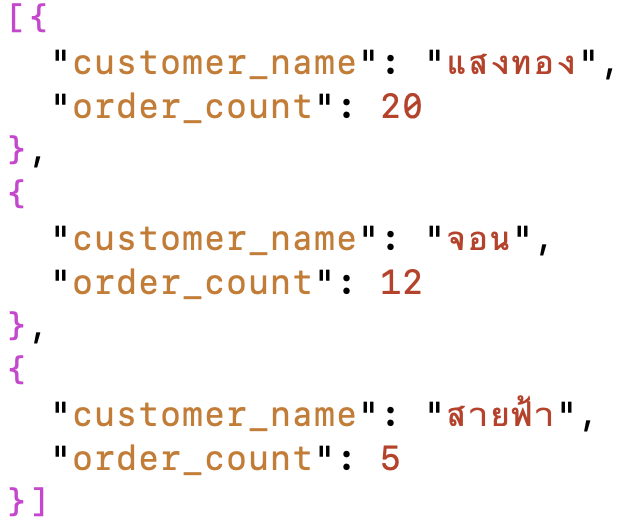 [{
  "customer_name": "แสงทอง",
  "order_count": 20
},
{
  "customer_name": "จอน",
  "order_count": 12
},
{
  "customer_name": "สายฟ้า",
  "order_count": 5
}]